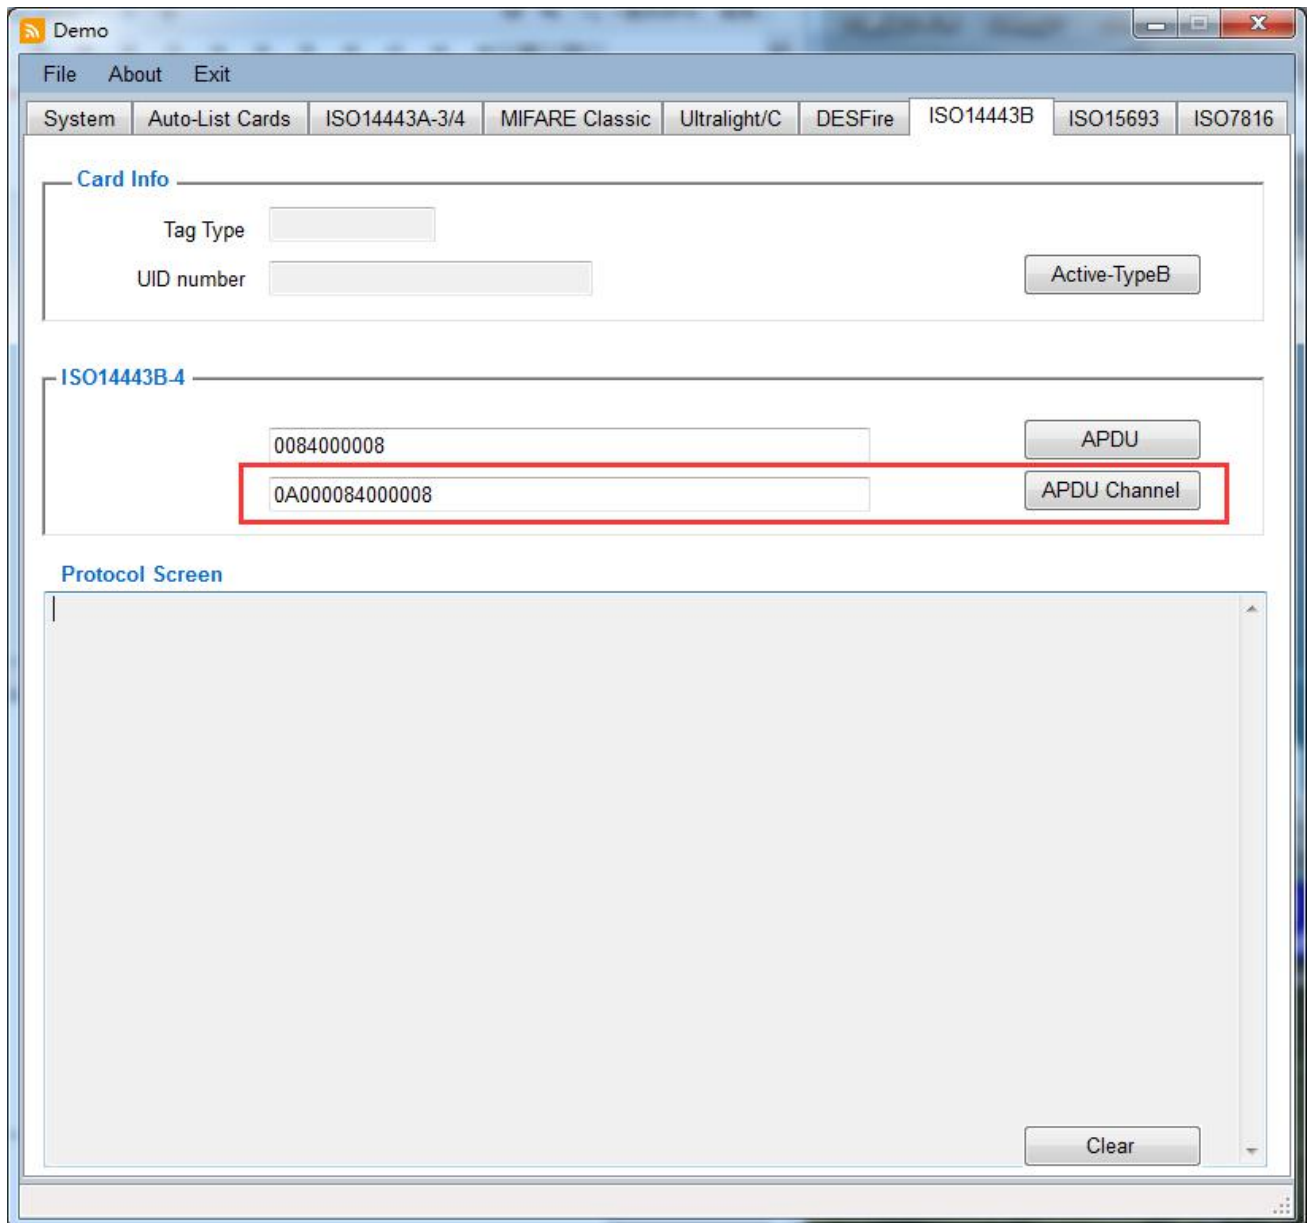 Demo
File About Exit
System Auto-List Cards ISO14443A-3/4 MIFARE Classic Ultralight/C DESFire ISO14443B ISO15693 ISO7816
Card Info
Tag Type
UID number
Active-TypeB
ISO14443B-4
0084000008
APDU
0A000084000008
APDU Channel
Protocol Screen
Clear